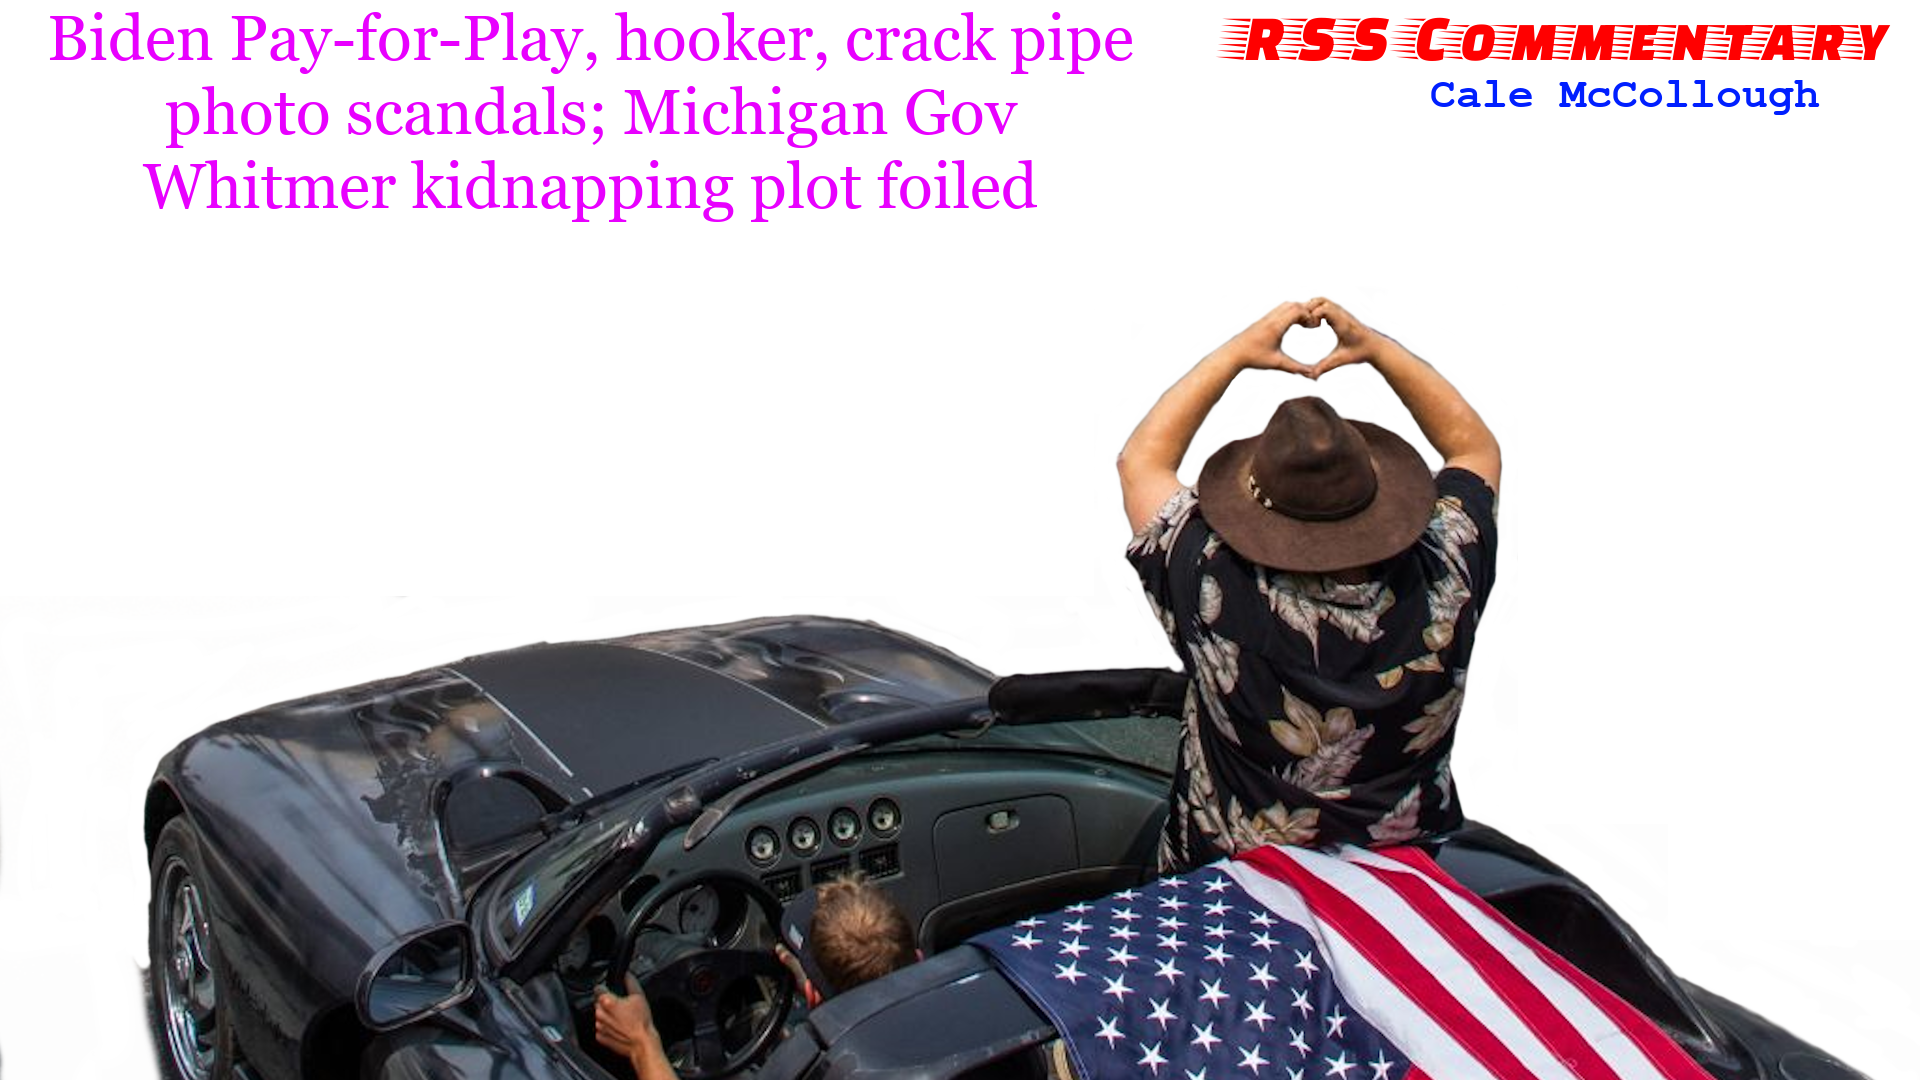 Biden Pay-for-Play, hooker, crack pipe
photo scandals; Michigan Gov
Whitmer kidnapping plot foiled
RSS Commentary
Cale McCollough